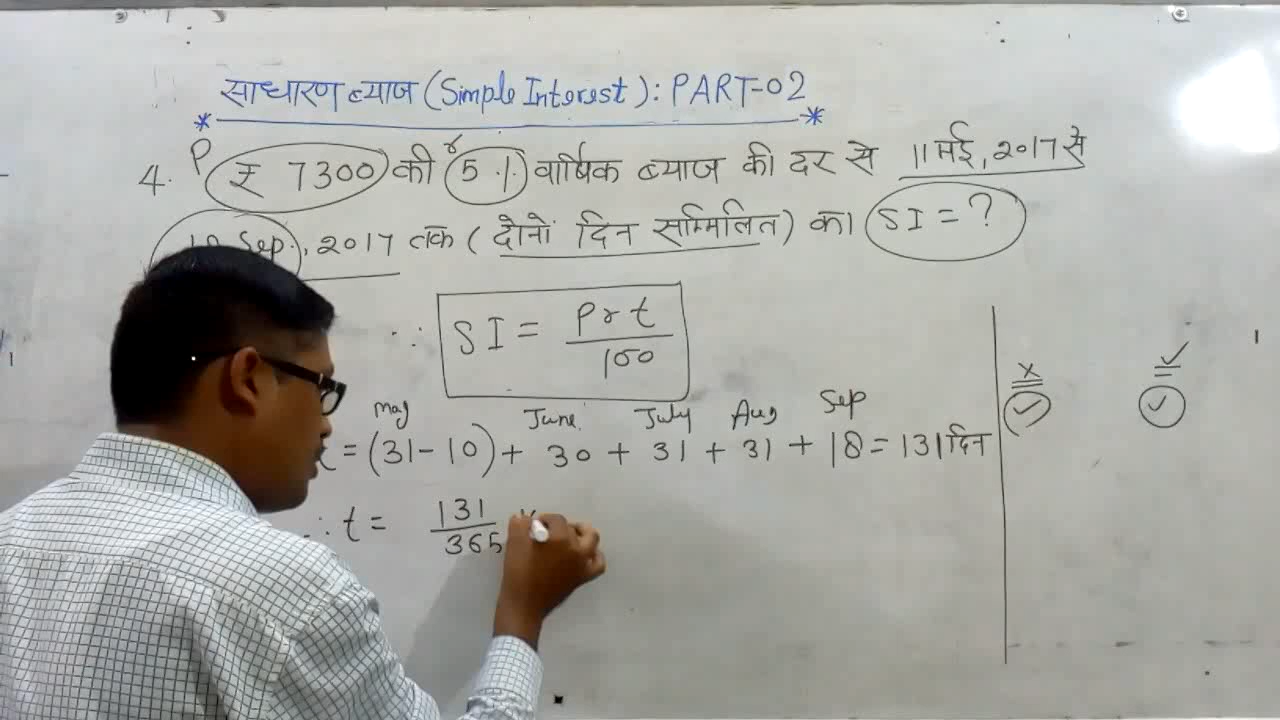 साधारण ब्याज (Simple Interest): PART-02
4. P ₹ 7300 की r 5 % वार्षिक ब्याज की दर से 11 मई, 2017 से
Sep., 2017 तक (दोनों दिन सम्मिलित) का SI = ?
∴ SI = Prt / 100
May June July Aug Sep
= (31 - 10) + 30 + 31 + 31 + 18 = 131 दिन
∴ t = 131 / 365